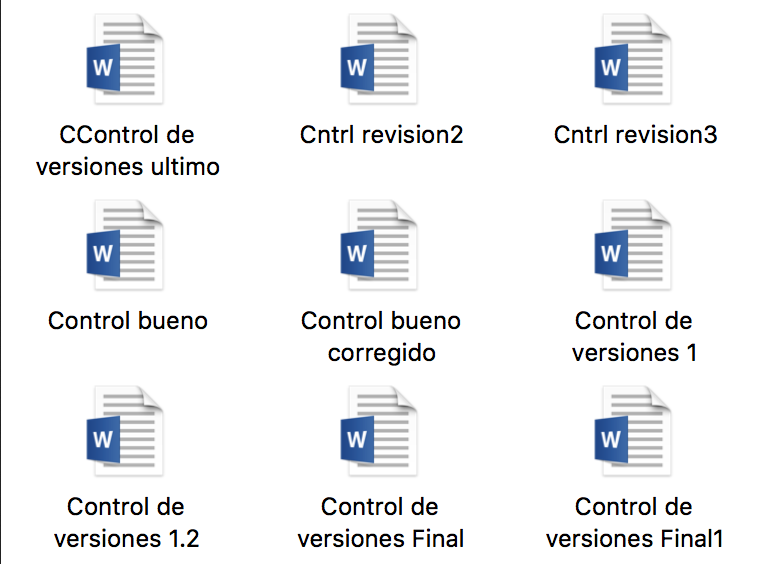 W
W
W
CControl de
versiones ultimo
Cntrl revision2
Cntrl revision3
W
W
W
Control bueno
Control bueno
corregido
Control de
versiones 1
W
W
W
Control de
versiones 1.2
Control de
versiones Final
Control de
versiones Final1